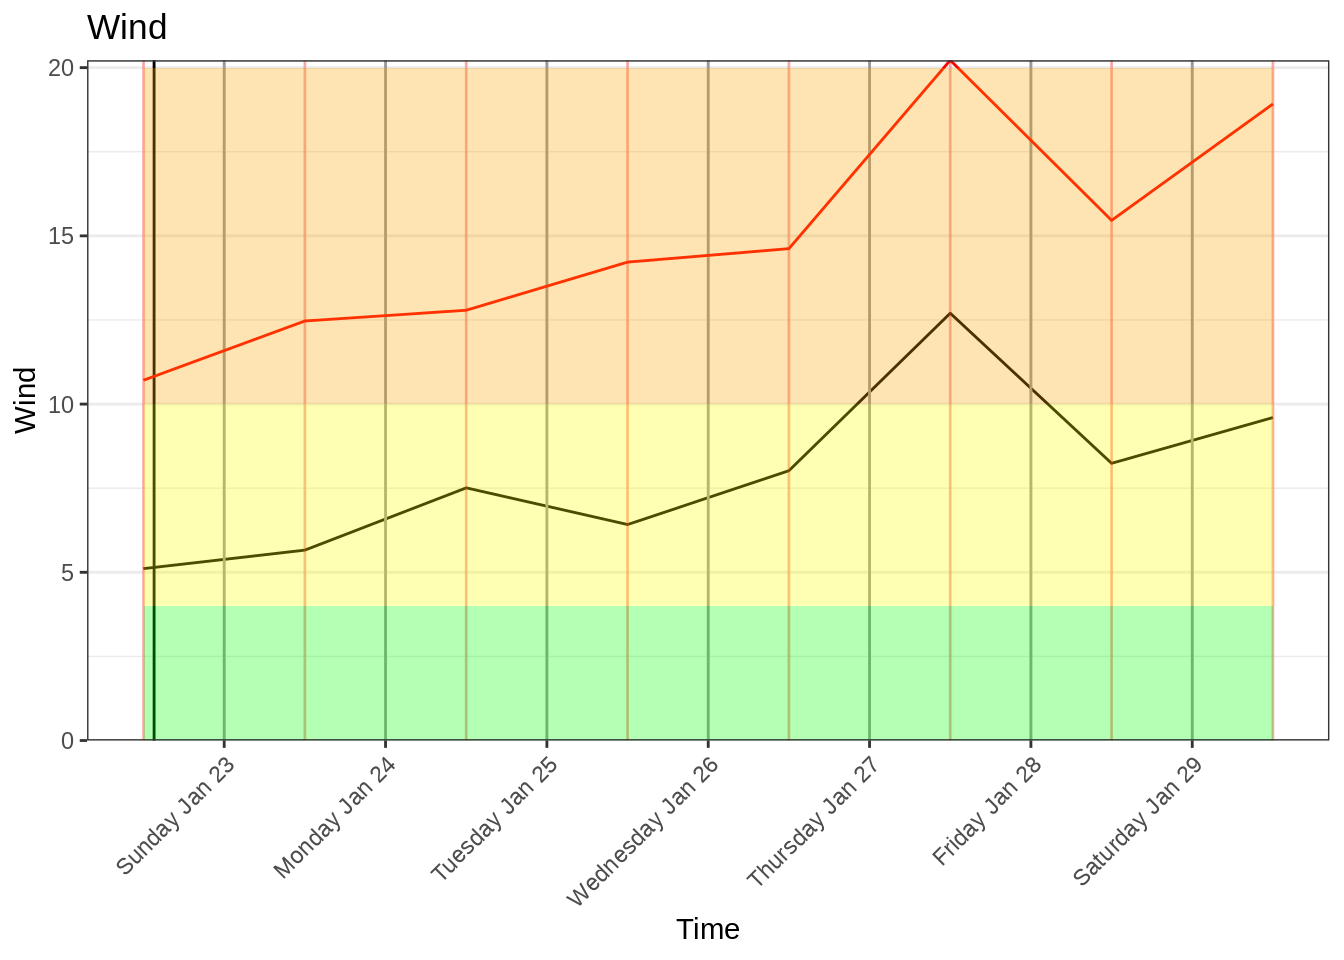 Wind
20
15
10
5
0
Wind
Sunday Jan 23
Monday Jan 24
Tuesday Jan 25
Wednesday Jan 26
Thursday Jan 27
Friday Jan 28
Saturday Jan 29
Time